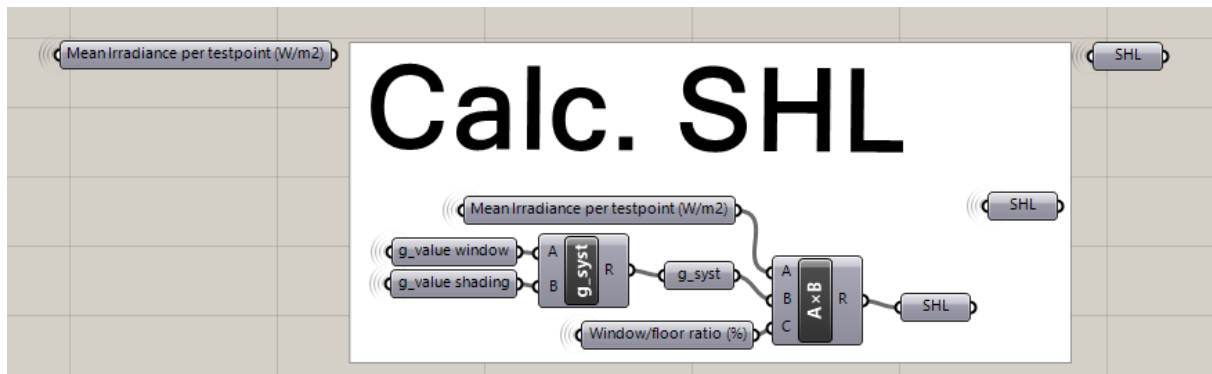 Mean Irradiance per testpoint (W/m2)
SHL
Calc. SHL
Mean Irradiance per testpoint (W/m2)
SHL
g_value window
A
g_syst
R
g_value shading
B
g_syst
A
B
C
A×B
R
SHL
Window/floor ratio (%)